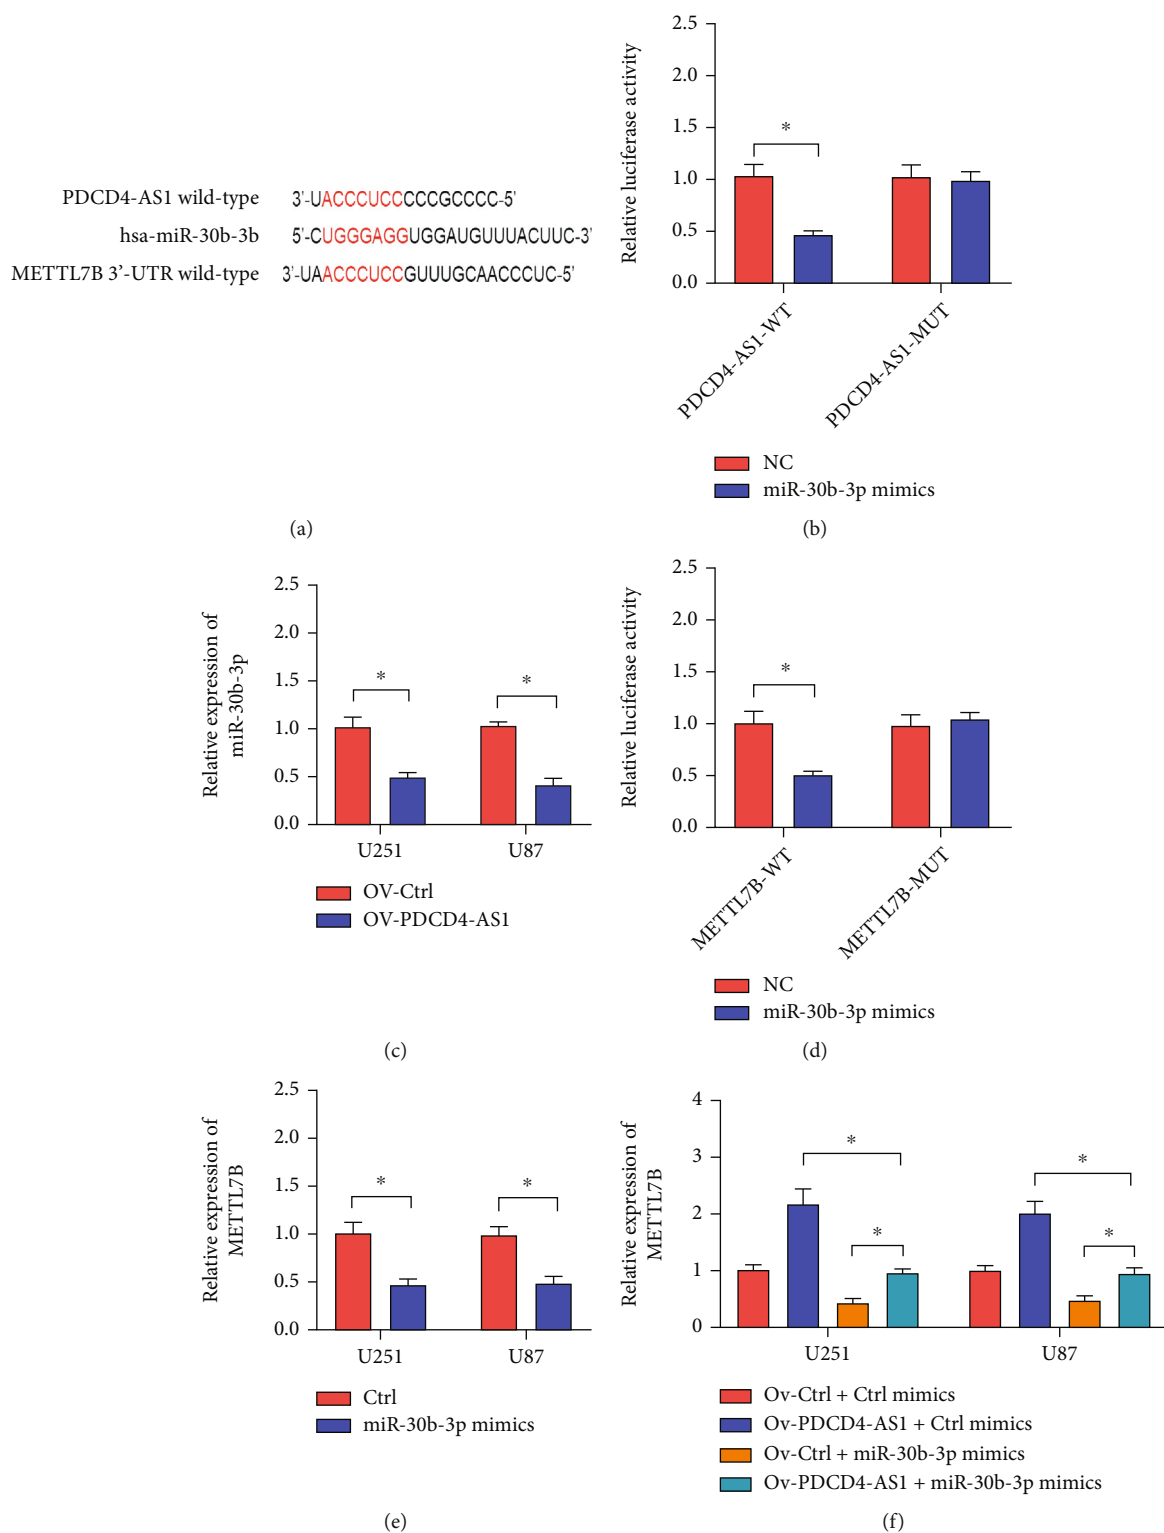 PDCD4-AS1 wild-type 3'-UACCCUCCCCCGCCCC-5'
hsa-miR-30b-3b 5'-CUGGGAGGUGGAUGUUUACUUC-3'
METTL7B 3'-UTR wild-type 3'-UAACCCUCCGUUUGCAACCCUC-5'
(a)
Relative luciferase activity
2.5
2.0
1.5
1.0
0.5
0.0
*
PDCD4-AS1-WT
PDCD4-AS1-MUT
NC
miR-30b-3p mimics
(b)
Relative expression of
miR-30b-3p
2.5
2.0
1.5
1.0
0.5
0.0
*
*
U251
U87
OV-Ctrl
OV-PDCD4-AS1
(c)
Relative luciferase activity
2.5
2.0
1.5
1.0
0.5
0.0
*
METTL7B-WT
METTL7B-MUT
NC
miR-30b-3p mimics
(d)
Relative expression of
METTL7B
2.5
2.0
1.5
1.0
0.5
0.0
*
*
U251
U87
Ctrl
miR-30b-3p mimics
(e)
Relative expression of
METTL7B
4
3
2
1
0
*
*
*
*
U251
U87
Ov-Ctrl + Ctrl mimics
Ov-PDCD4-AS1 + Ctrl mimics
Ov-Ctrl + miR-30b-3p mimics
Ov-PDCD4-AS1 + miR-30b-3p mimics
(f)